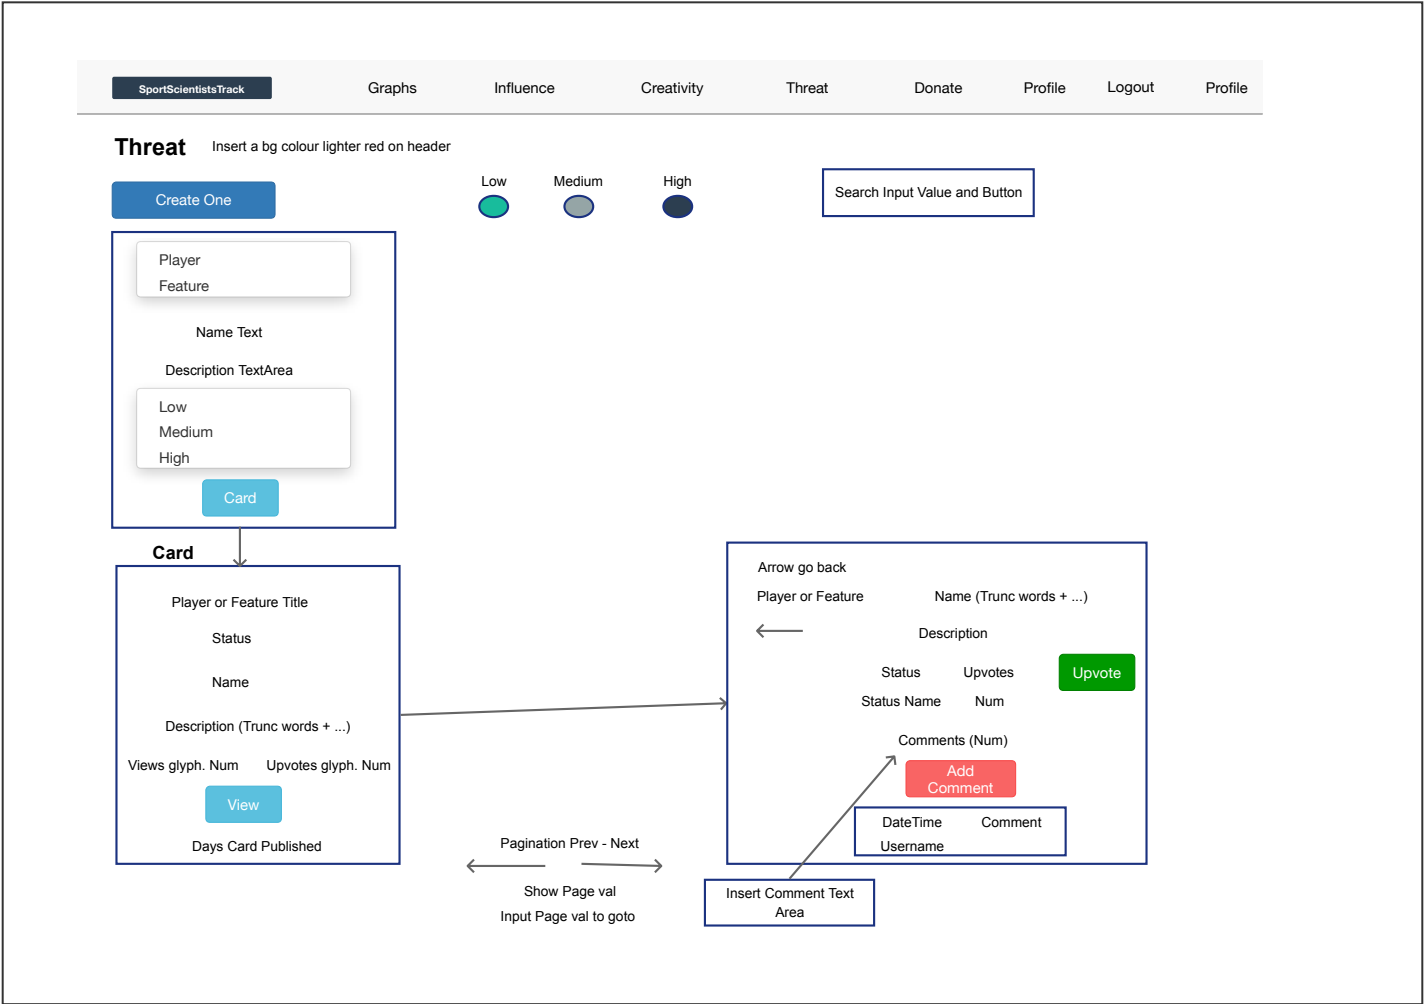 SportScientistsTrack Graphs Influence Creativity Threat Donate Profile Logout Profile
Threat Insert a bg colour lighter red on header
Create One
Low Medium High
Search Input Value and Button
Player
Feature
Name Text
Description TextArea
Low
Medium
High
Card
Card
Player or Feature Title
Status
Name
Description (Trunc words + ...)
Views glyph. Num Upvotes glyph. Num
View
Days Card Published
Pagination Prev - Next
Show Page val
Input Page val to goto
Arrow go back
Player or Feature Name (Trunc words + ...)
Description
Status Upvotes Upvote
Status Name Num
Comments (Num)
Add
Comment
DateTime Comment
Username
Insert Comment Text
Area